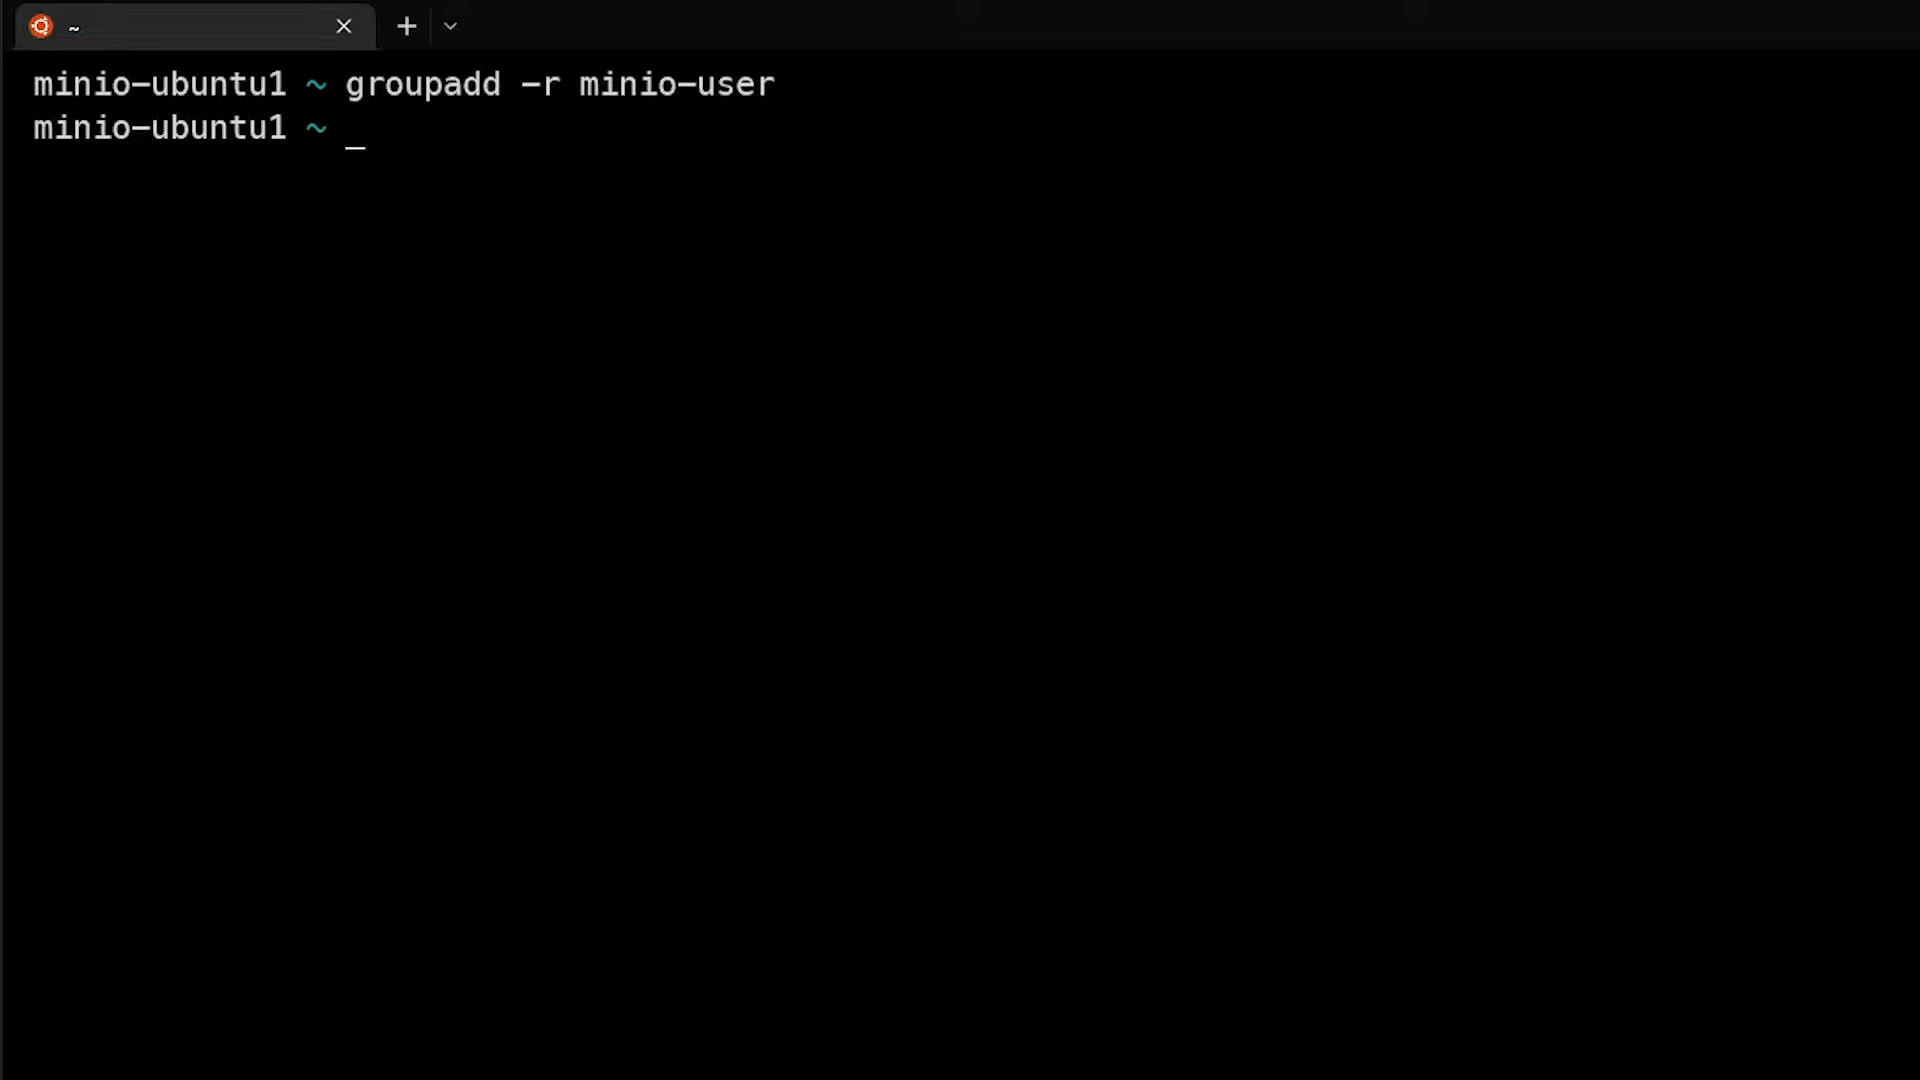 ~
minio-ubuntu1 ~ groupadd -r minio-user
minio-ubuntu1 ~ _